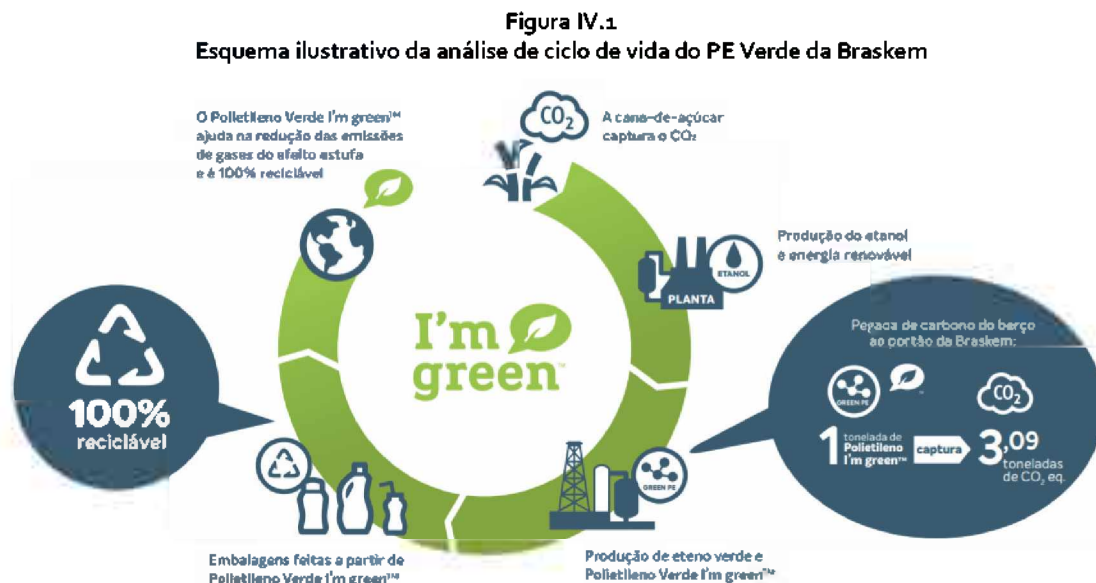 Figura IV.1
Esquema ilustrativo da análise de ciclo de vida do PE Verde da Braskem
O Polietileno Verde I'm green™
ajuda na redução das emissões
de gases do efeito estufa
e é 100% reciclável
CO₂
A cana-de-açúcar
captura o CO₂
Produção do etanol
e energia renovável
ETANOL
PLANTA
I'm
green™
Pegada de carbono do berço
ao portão da Braskem:
GREEN PE
CO₂
1 tonelada de
Polietileno
I'm green™
captura
3,09
toneladas
de CO₂ eq.
100%
reciclável
GREEN PE
Embalagens feitas a partir de
Polietileno Verde I'm green™
Produção de eteno verde e
Polietileno Verde I'm green™